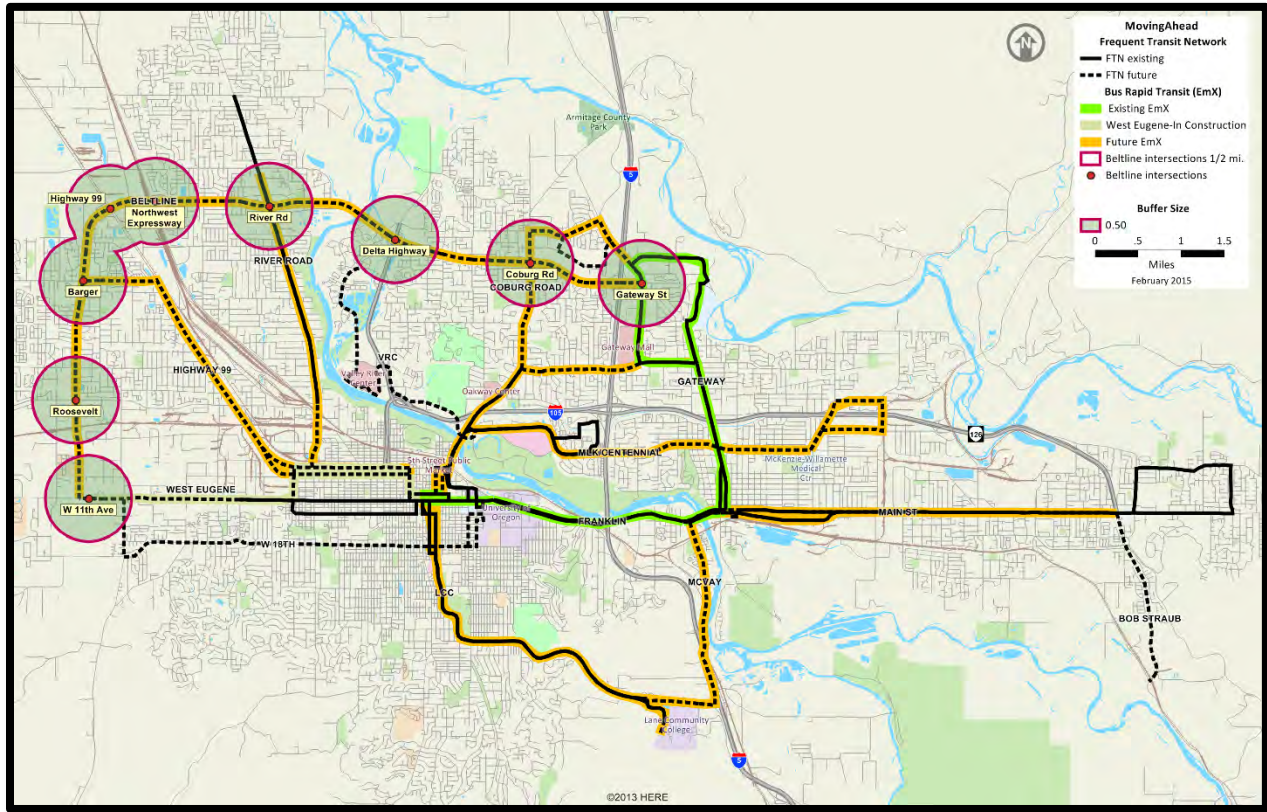 MovingAhead
Frequent Transit Network
FTN existing
FTN future
Bus Rapid Transit (EmX)
Existing EmX
West Eugene-In Construction
Future EmX
Beltline intersections 1/2 mi.
Beltline intersections
Buffer Size
0.50
0 .5 1 1.5
Miles
February 2015
N
Armitage County
Park
5
Highway 99
BELTLINE
Northwest
Expressway
River Rd
RIVER ROAD
Delta Highway
Coburg Rd
COBURG ROAD
Gateway St
Barger
Gateway Mall
VRC
Valley River
Center
HIGHWAY 99
Oakway Center
GATEWAY
Roosevelt
105
126
MLK/CENTENNIAL
McKenzie-Willamette
Medical
Ctr
5th Street Public
WEST EUGENE
W 11th Ave
University of
Oregon
FRANKLIN
MAIN ST
W 18TH
MCVAY
LCC
BOB STRAUB
Lane Community
College
5
©2013 HERE